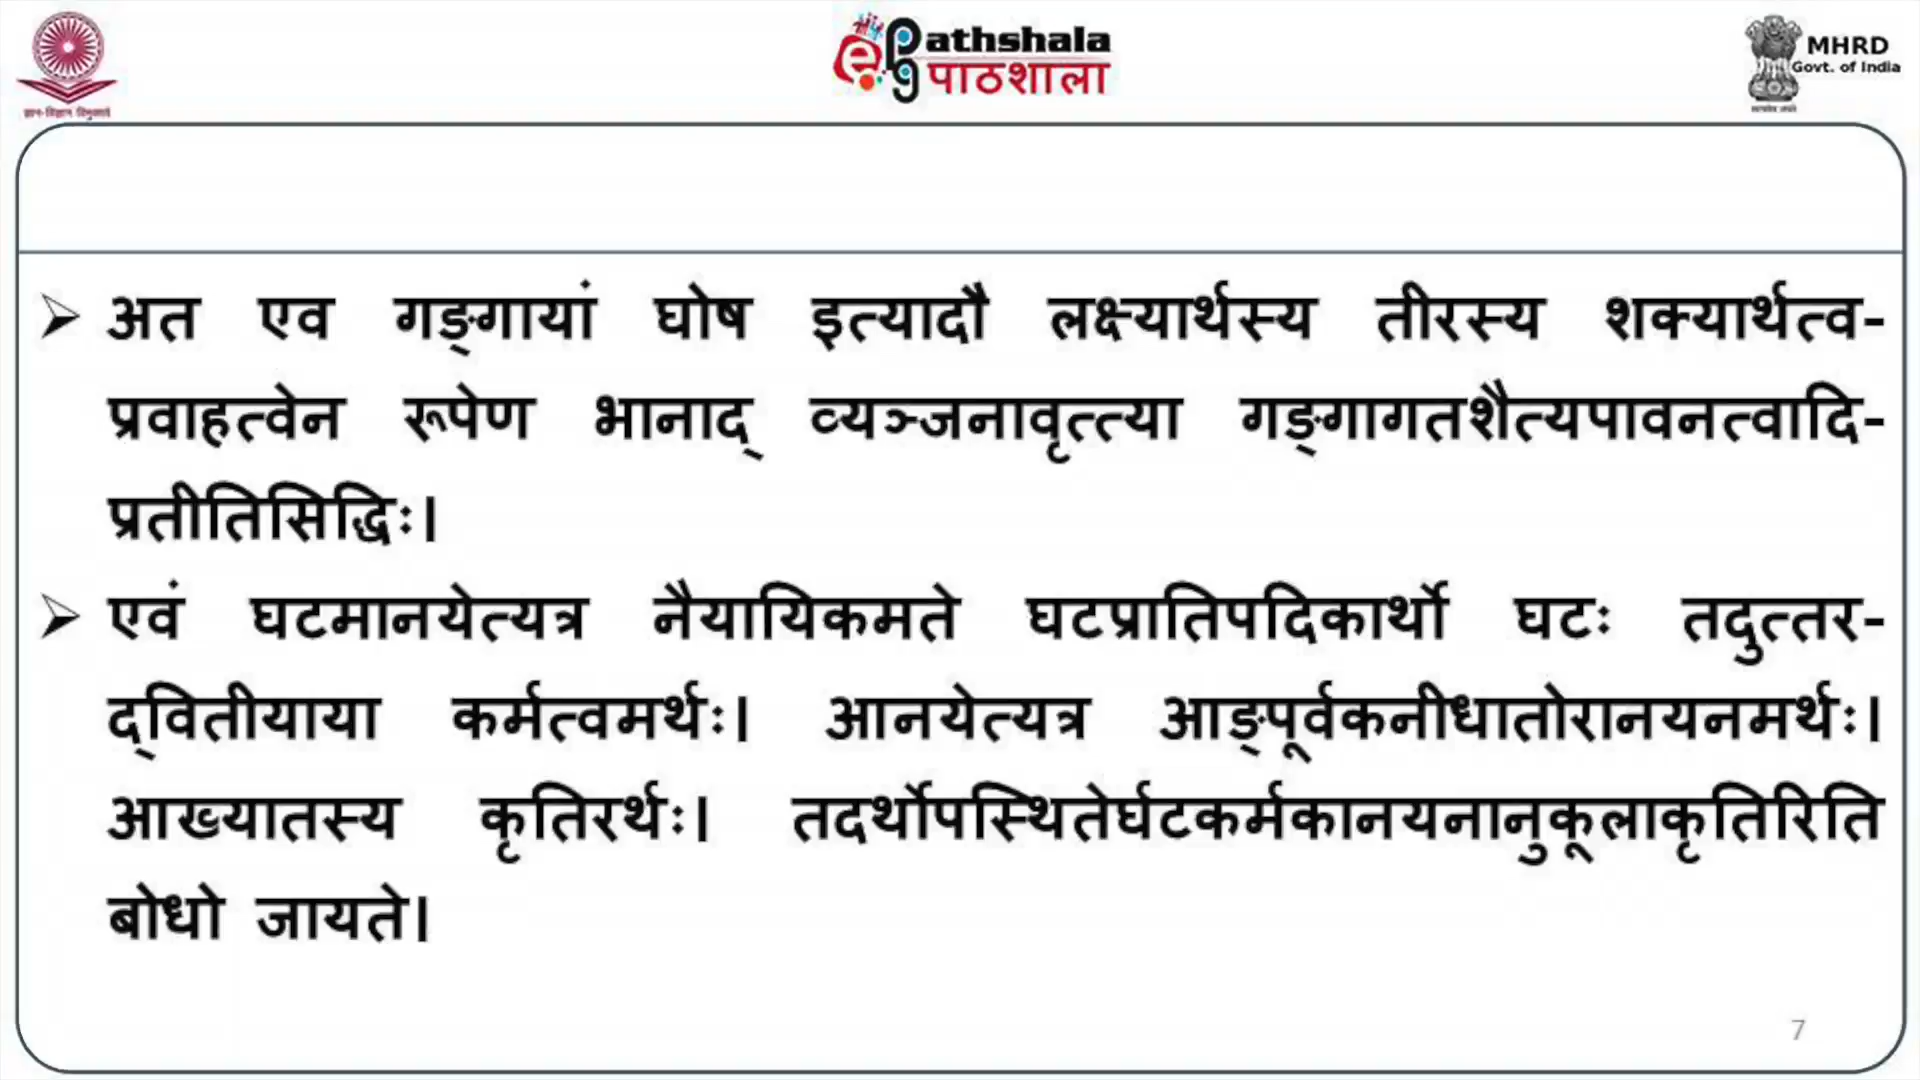 ज्ञान-विज्ञान विमुक्तये
Pathshala
पाठशाला
MHRD
Govt. of India
अत एव गङ्गायां घोष इत्यादौ लक्ष्यार्थस्य तीरस्य शक्यार्थत्व-
प्रवाहत्वेन रूपेण भानाद् व्यञ्जनावृत्त्या गङ्गागतशैत्यपावनत्वादि-
प्रतीतिसिद्धिः।
एवं घटमानयेत्यत्र नैयायिकमते घटप्रातिपदिकार्थो घटः तदुत्तर-
द्‌वितीयाया कर्मत्वमर्थः। आनयेत्यत्र आङ्पूर्वकनीधातोरानयनमर्थः।
आख्यातस्य कृतिरर्थः। तदर्थोपस्थितेर्घटकर्मकानयनानुकूलाकृतिरिति
बोधो जायते।
7